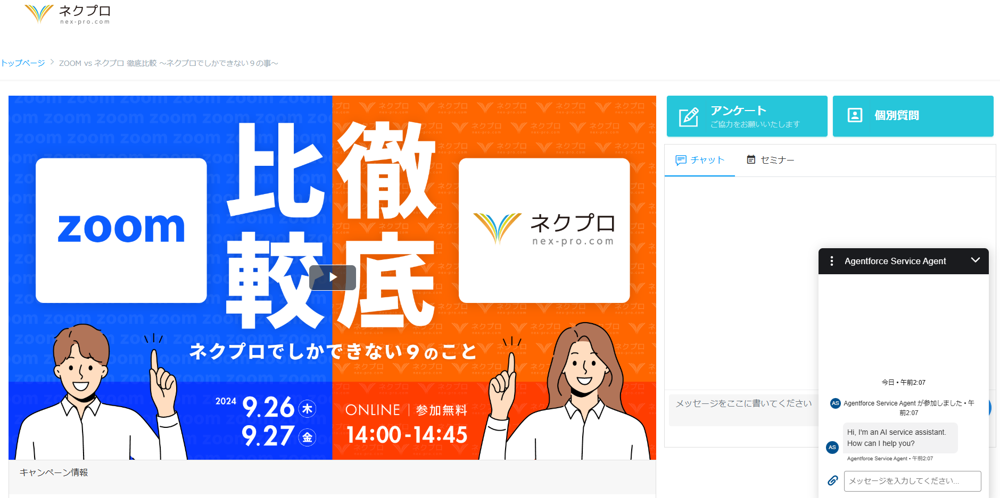 ネクプロ
nex-pro.com
トップページ > ZOOM vs ネクプロ 徹底比較 ～ネクプロでしかできない９の事～
徹底
比較
zoom
ネクプロ
nex-pro.com
ネクプロでしかできない９のこと
2024
9.26 木
9.27 金
ONLINE | 参加無料
14:00 - 14:45
キャンペーン情報
アンケート
ご協力をお願いいたします
個別質問
チャット
セミナー
メッセージをここに書いてください
Agentforce Service Agent
今日 • 午前2:07
AS
Agentforce Service Agent が参加しました • 午
前2:07
Hi, I'm an AI service assistant.
How can I help you?
AS
Agentforce Service Agent • 午前2:07
メッセージを入力してください...